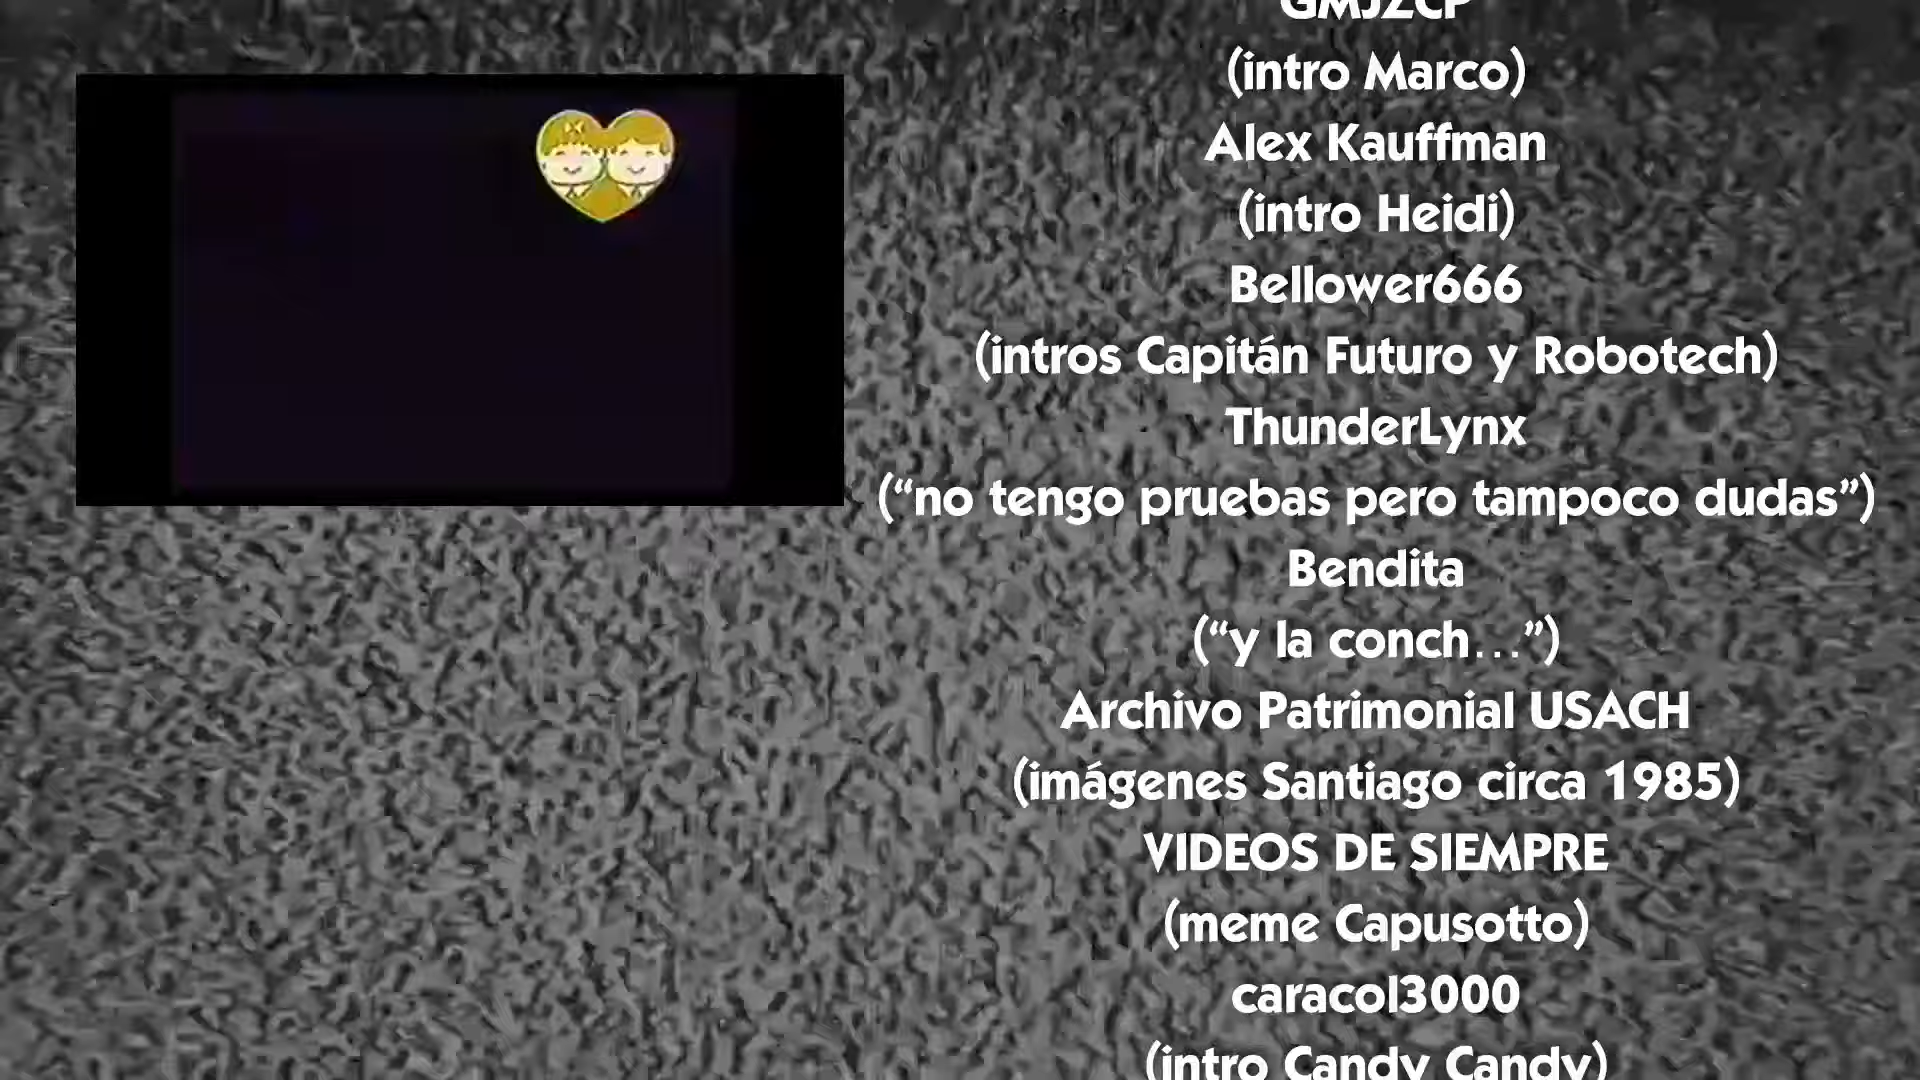 GMJZCP
(intro Marco)
Alex Kauffman
(intro Heidi)
Bellower666
(intros Capitán Futuro y Robotech)
ThunderLynx
(“no tengo pruebas pero tampoco dudas”)
Bendita
(“y la conch…”)
Archivo Patrimonial USACH
(imágenes Santiago circa 1985)
VIDEOS DE SIEMPRE
(meme Capusotto)
caracol3000
(intro Candy Candy)